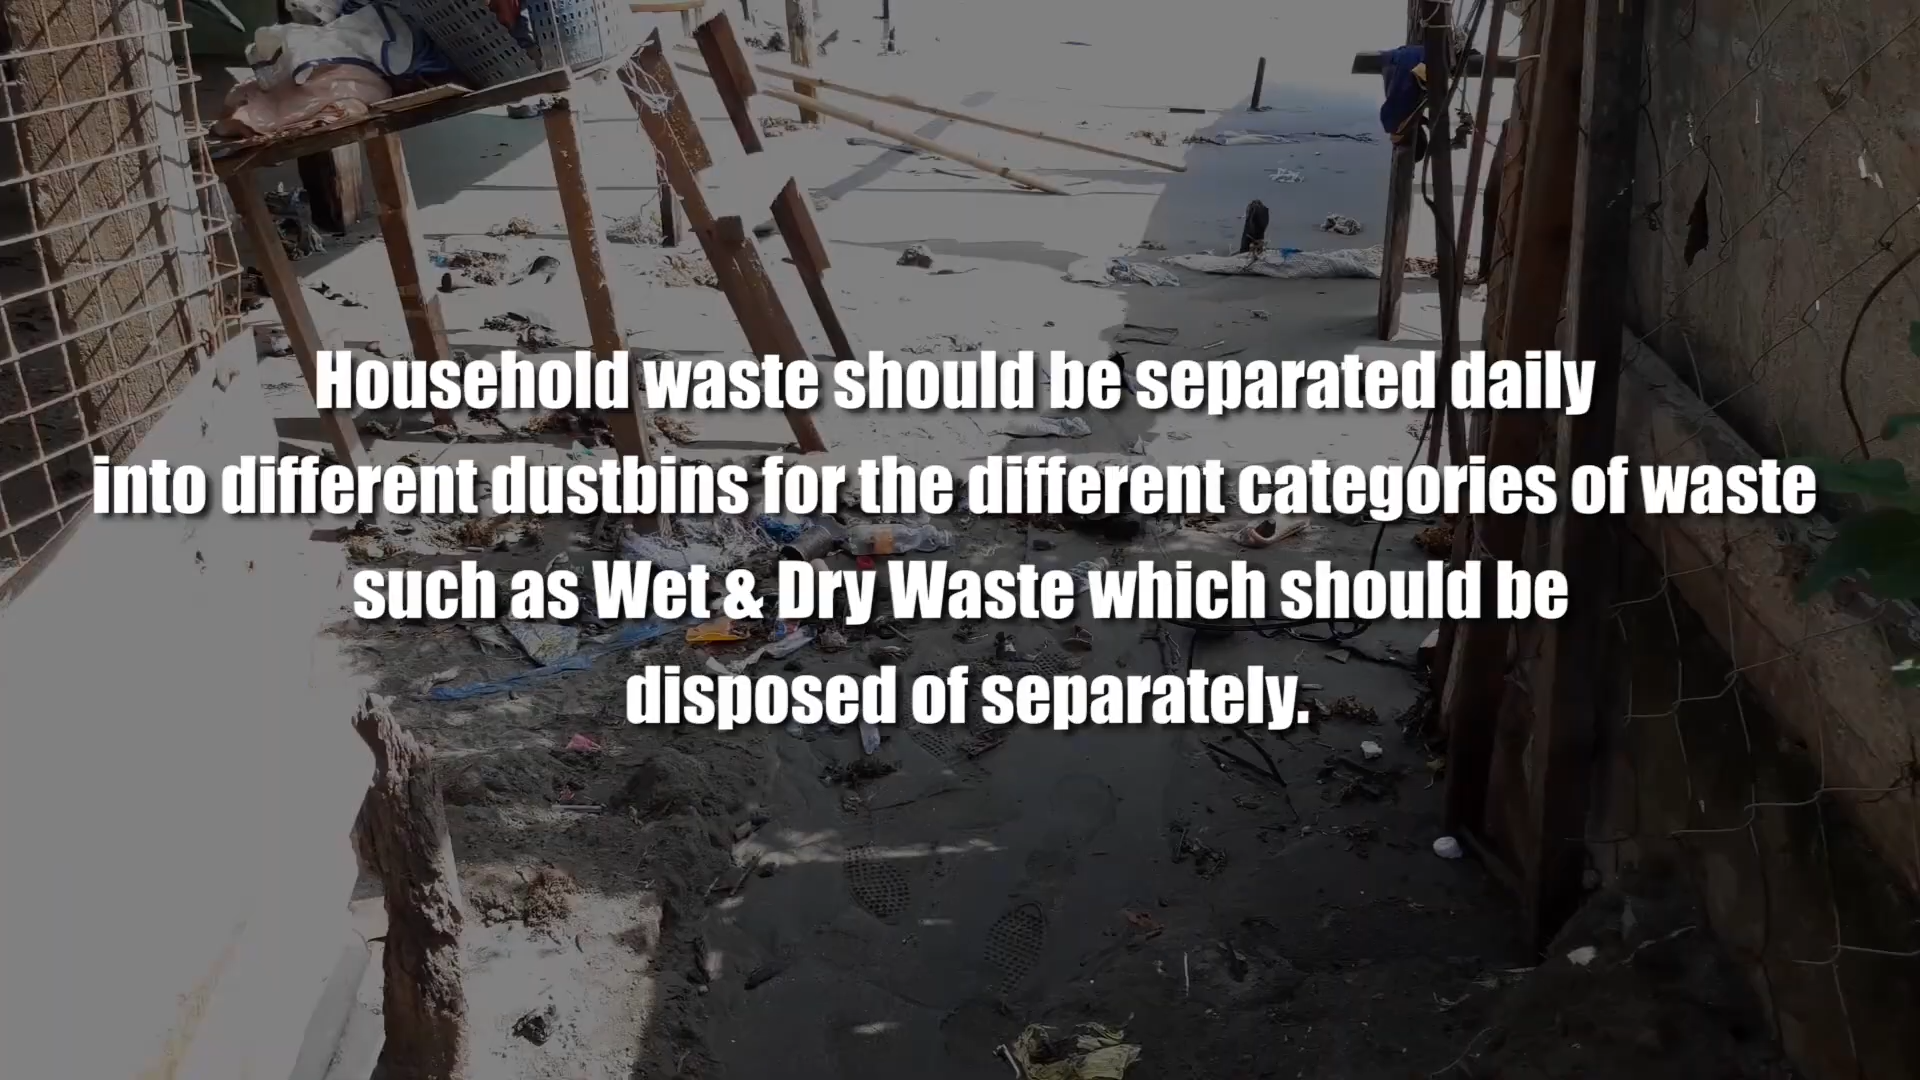 Household waste should be separated daily
into different dustbins for the different categories of waste
such as Wet & Dry Waste which should be
disposed of separately.